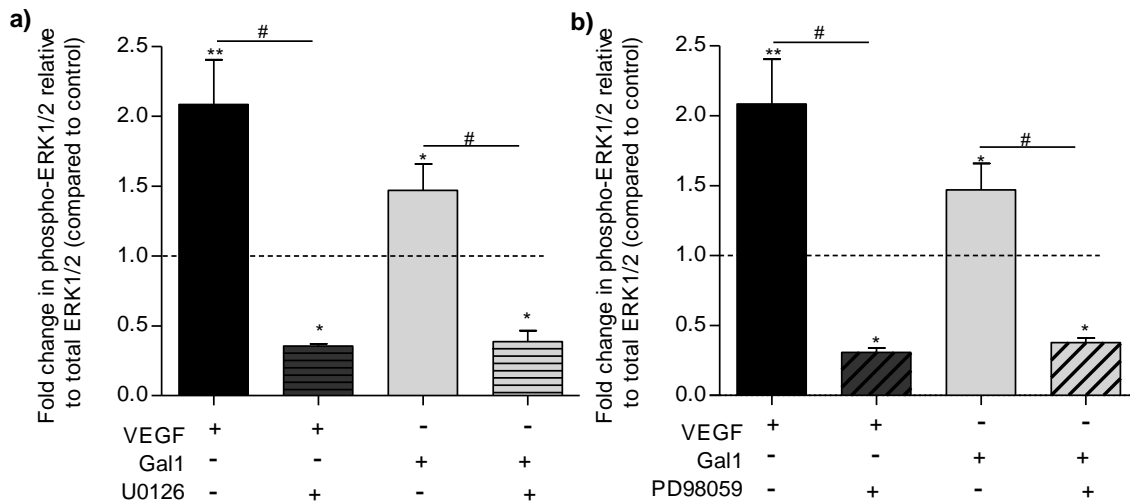 a)
Fold change in phospho-ERK1/2 relative
to total ERK1/2 (compared to control)
2.5
2.0
1.5
1.0
0.5
0.0
**
#
*
*
#
*
VEGF + + - -
Gal1 - - + +
U0126 - + - +
b)
Fold change in phospho-ERK1/2 relative
to total ERK1/2 (compared to control)
2.5
2.0
1.5
1.0
0.5
0.0
#
**
*
*
#
*
VEGF + + - -
Gal1 - - + +
PD98059 - + - +